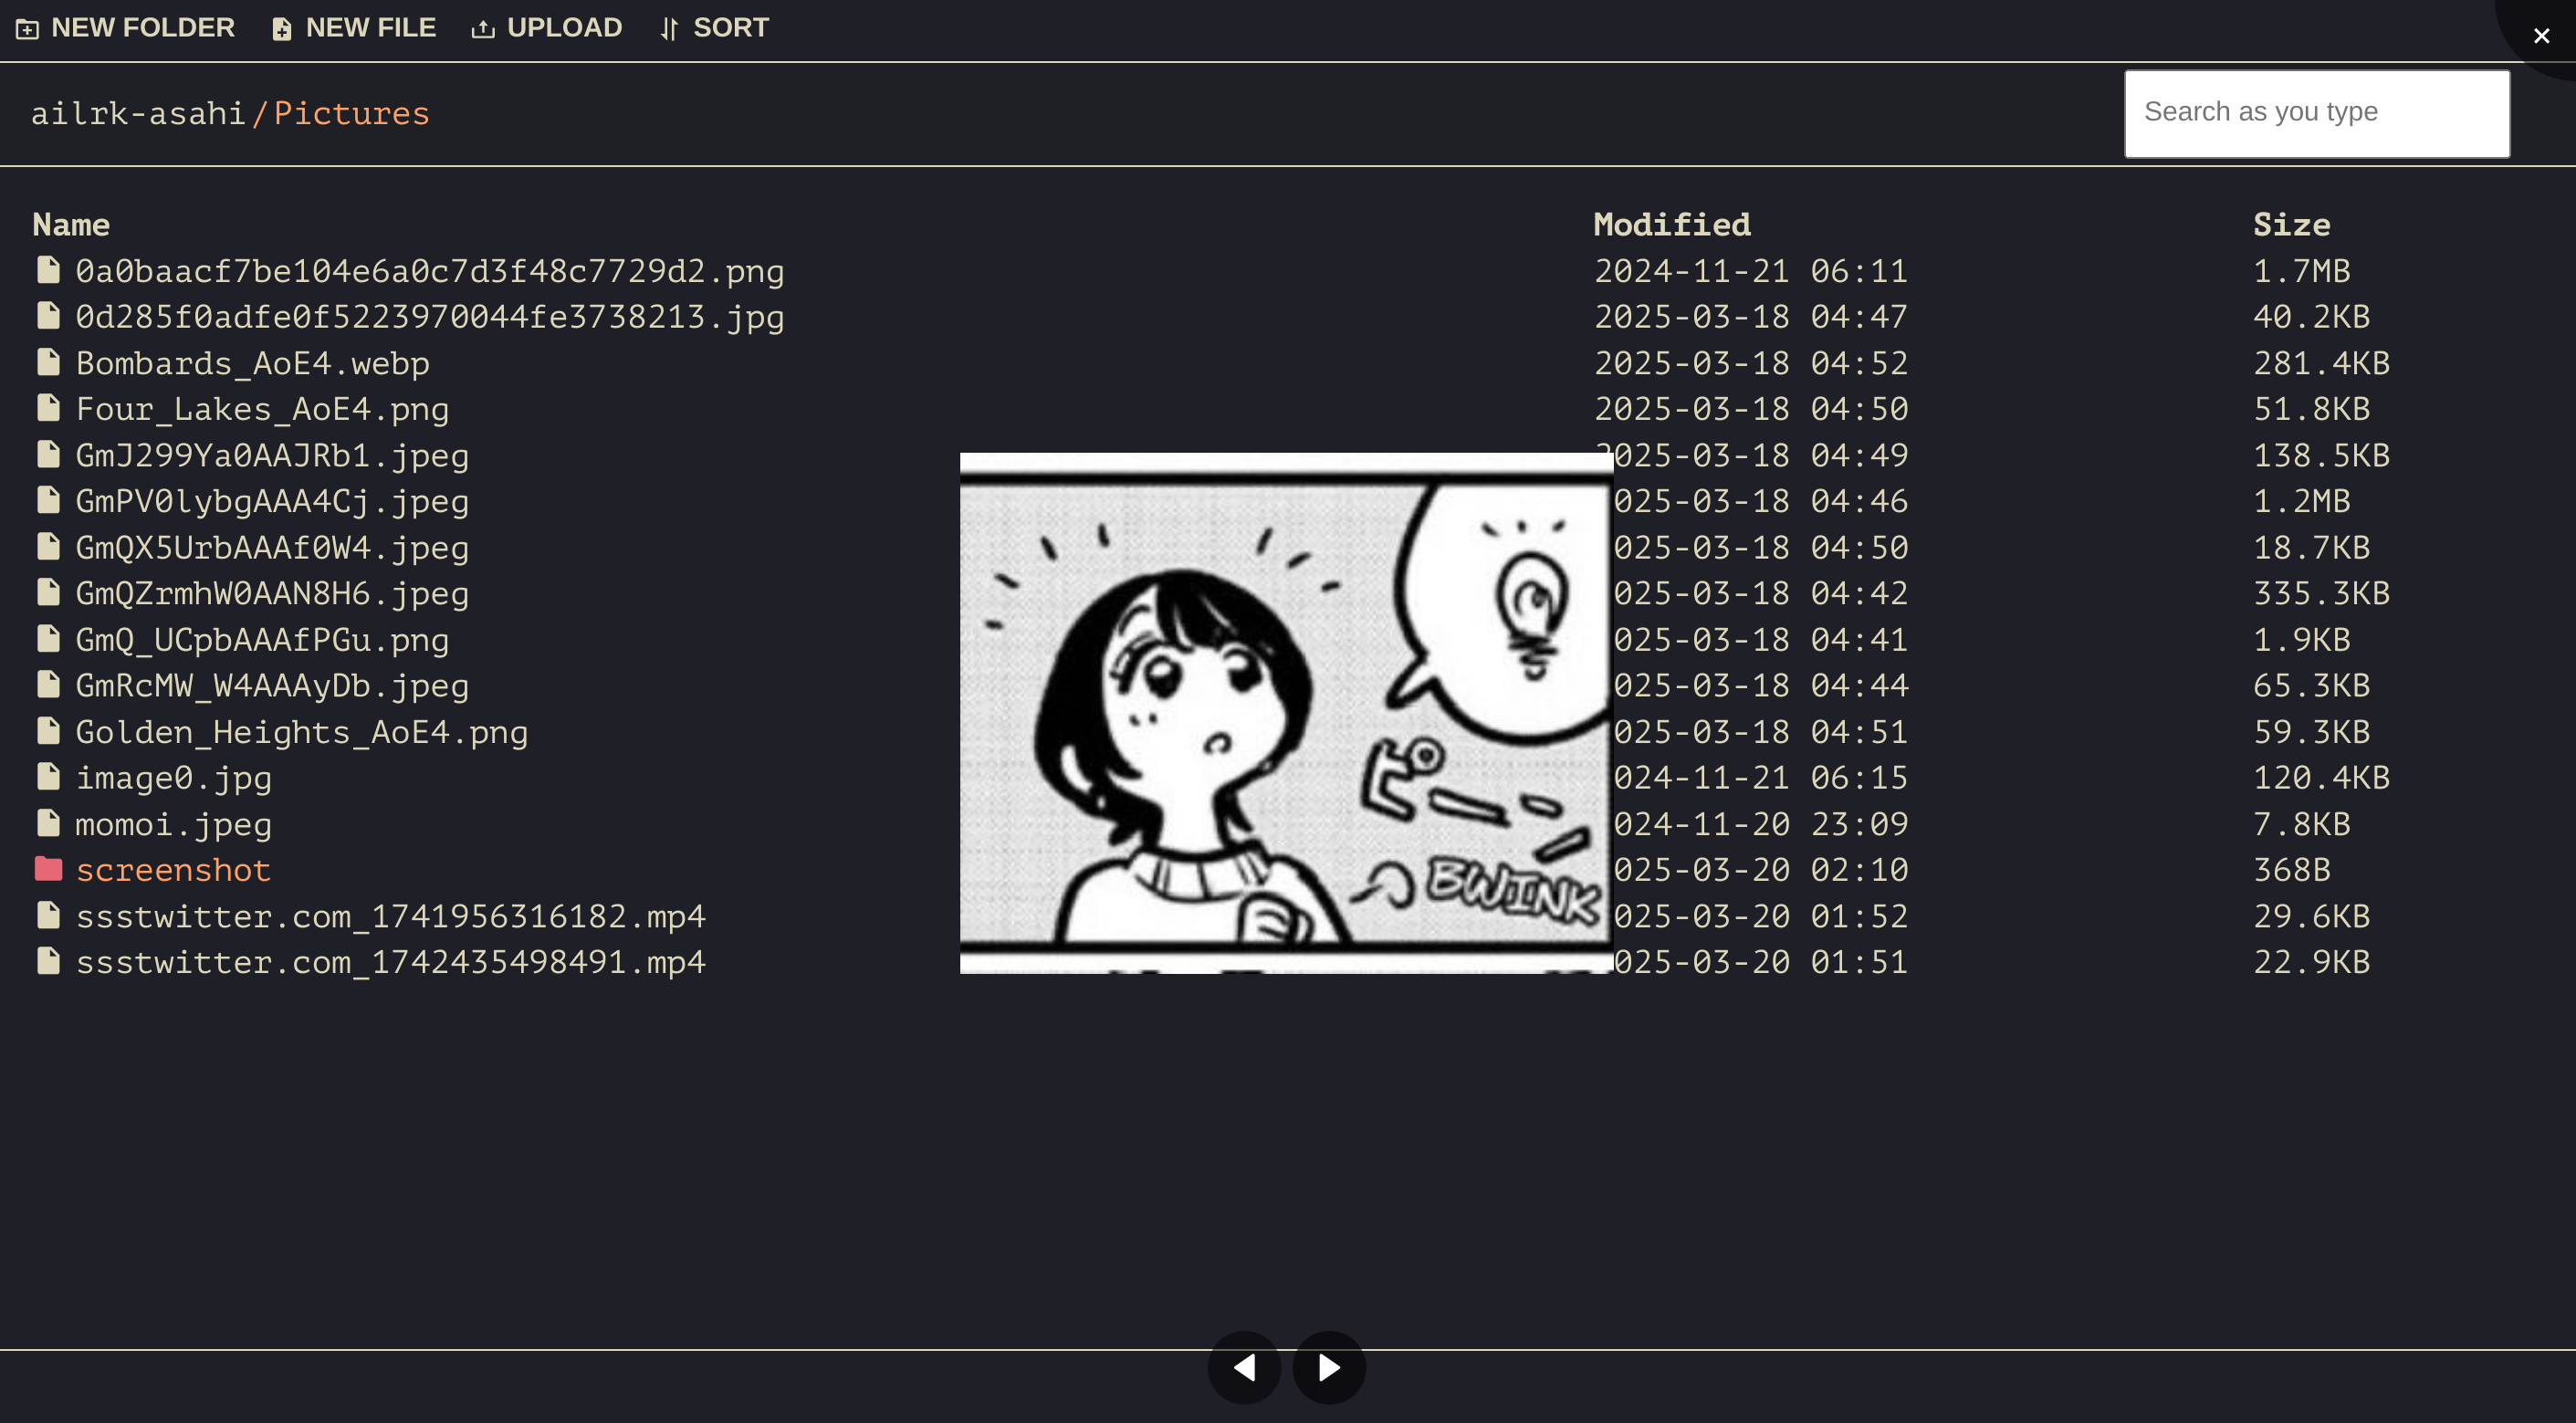 NEW FOLDER NEW FILE UPLOAD SORT ×
ailrk-asahi/Pictures Search as you type
Name Modified Size
0a0baacf7be104e6a0c7d3f48c7729d2.png 2024-11-21 06:11 1.7MB
0d285f0adfe0f5223970044fe3738213.jpg 2025-03-18 04:47 40.2KB
Bombards_AoE4.webp 2025-03-18 04:52 281.4KB
Four_Lakes_AoE4.png 2025-03-18 04:50 51.8KB
GmJ299Ya0AAJRb1.jpeg 2025-03-18 04:49 138.5KB
GmPV0lybgAAA4Cj.jpeg 025-03-18 04:46 1.2MB
GmQX5UrbAAAf0W4.jpeg 025-03-18 04:50 18.7KB
GmQZrmhW0AAN8H6.jpeg 025-03-18 04:42 335.3KB
GmQ_UCpbAAAfPGu.png 025-03-18 04:41 1.9KB
GmRcMW_W4AAAyDb.jpeg 025-03-18 04:44 65.3KB
Golden_Heights_AoE4.png 025-03-18 04:51 59.3KB
image0.jpg 024-11-21 06:15 120.4KB
momoi.jpeg 024-11-20 23:09 7.8KB
screenshot 025-03-20 02:10 368B
ssstwitter.com_1741956316182.mp4 025-03-20 01:52 29.6KB
ssstwitter.com_1742435498491.mp4 025-03-20 01:51 22.9KB
ピーン
BWINK